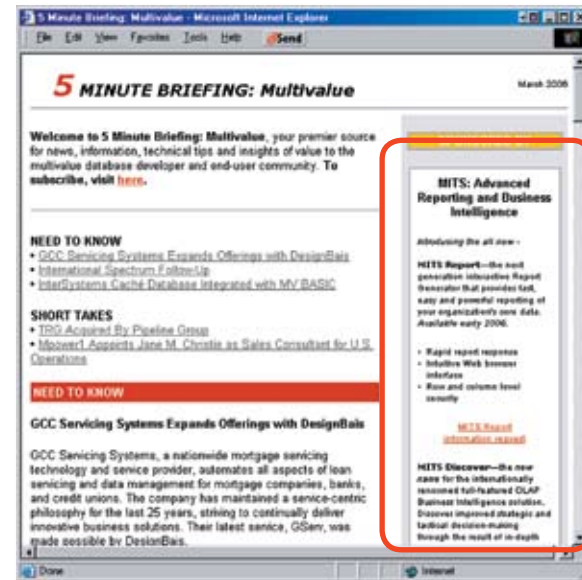 5 Minute Briefing: Multivalue - Microsoft Internet Explorer
File Edit View Favorites Tools Help Send
5 MINUTE BRIEFING: Multivalue
March 2006
Welcome to 5 Minute Briefing: Multivalue, your premier source
for news, information, technical tips and insights of value to the
multivalue database developer and end-user community. To
subscribe, visit here.
NEED TO KNOW
• GCC Servicing Systems Expands Offerings with DesignBais
• International Spectrum Follow-Up
• InterSystems Caché Database Integrated with MV BASIC
SHORT TAKES
• TRG Acquired By Pipeline Group
• Mpower1 Appoints Jane M. Christie as Sales Consultant for U.S.
Operations
NEED TO KNOW
GCC Servicing Systems Expands Offerings with DesignBais
GCC Servicing Systems, a nationwide mortgage servicing
technology and service provider, automates all aspects of loan
servicing and data management for mortgage companies, banks,
and credit unions. The company has maintained a service-centric
philosophy for the last 25 years, striving to continually deliver
innovative business solutions. Their latest service, GServ, was
made possible by DesignBais.
SPONSORED BY
MITS: Advanced
Reporting and Business
Intelligence
Introducing the all new -
MITS Report—the next
generation interactive Report
Generator that provides fast,
easy and powerful reporting of
your organization's core data.
Available early 2006.
• Rapid report response
• Intuitive Web browser
interface
• Row and column level
security
MITS Report
information request
MITS Discover—the new
name for the internationally
renowned full-featured OLAP
Business Intelligence solution.
Discover improved strategic and
tactical decision-making
through the result of in-depth
Done
Internet